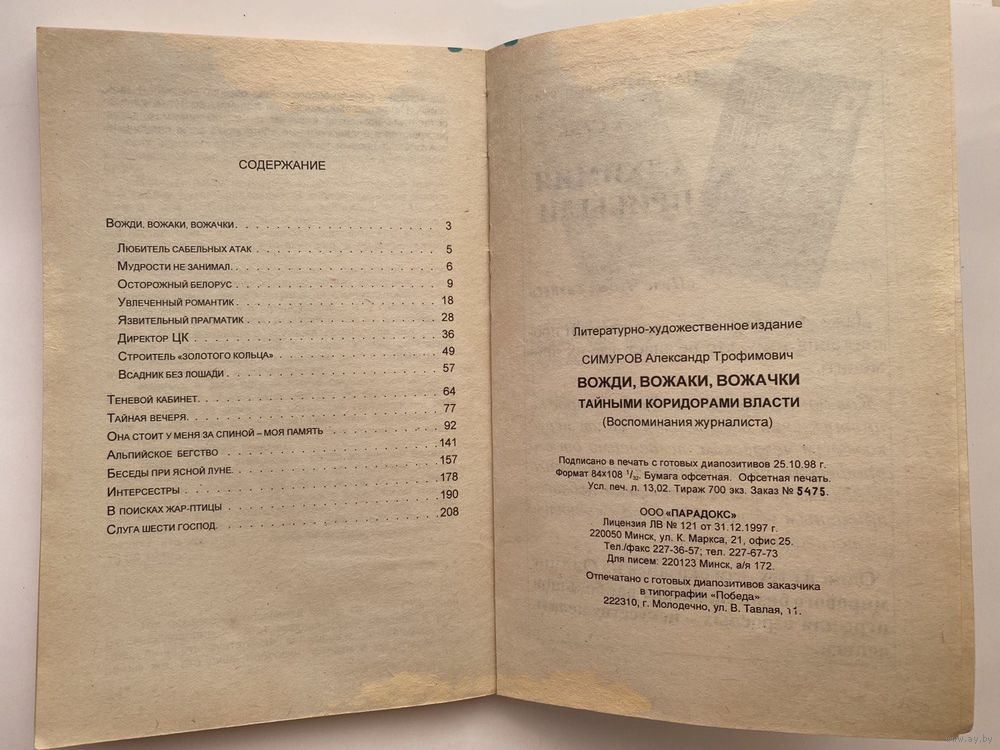 СОДЕРЖАНИЕ
Вожди, вожаки, вожачки. . . . . . . . . . . . . . . . . . . 3
Любитель сабельных атак . . . . . . . . . . . . . . . . . . 5
Мудрости не занимал. . . . . . . . . . . . . . . . . . . . 6
Осторожный белорус . . . . . . . . . . . . . . . . . . . . 9
Увлеченный романтик . . . . . . . . . . . . . . . . . . . 18
Язвительный прагматик . . . . . . . . . . . . . . . . . . 28
Директор ЦК . . . . . . . . . . . . . . . . . . . . . . . 36
Строитель «золотого кольца» . . . . . . . . . . . . . . . 49
Всадник без лошади . . . . . . . . . . . . . . . . . . . . 57
Теневой кабинет. . . . . . . . . . . . . . . . . . . . . . 64
Тайная вечеря. . . . . . . . . . . . . . . . . . . . . . . 77
Она стоит у меня за спиной – моя память . . . . . . . . . 92
Альпийское бегство . . . . . . . . . . . . . . . . . . . . 141
Беседы при ясной луне. . . . . . . . . . . . . . . . . . . 157
Интерсестры . . . . . . . . . . . . . . . . . . . . . . . 178
В поисках жар-птицы . . . . . . . . . . . . . . . . . . . 190
Слуга шести господ. . . . . . . . . . . . . . . . . . . . 208
Литературно-художественное издание
СИМУРОВ Александр Трофимович
ВОЖДИ, ВОЖАКИ, ВОЖАЧКИ
ТАЙНЫМИ КОРИДОРАМИ ВЛАСТИ
(Воспоминания журналиста)
Подписано в печать с готовых диапозитивов 25.10.98 г.
Формат 84х108 1/32. Бумага офсетная. Офсетная печать.
Усл. печ. л. 13,02. Тираж 700 экз. Заказ № 5475.
ООО «ПАРАДОКС»
Лицензия ЛВ № 121 от 31.12.1997 г.
220050 Минск, ул. К. Маркса, 21, офис 25.
Тел./факс 227-36-57; тел. 227-67-73
Для писем: 220123 Минск, а/я 172.
Отпечатано с готовых диапозитивов заказчика
в типографии «Победа»
222310, г. Молодечно, ул. В. Тавлая, 11.
www.ay.by